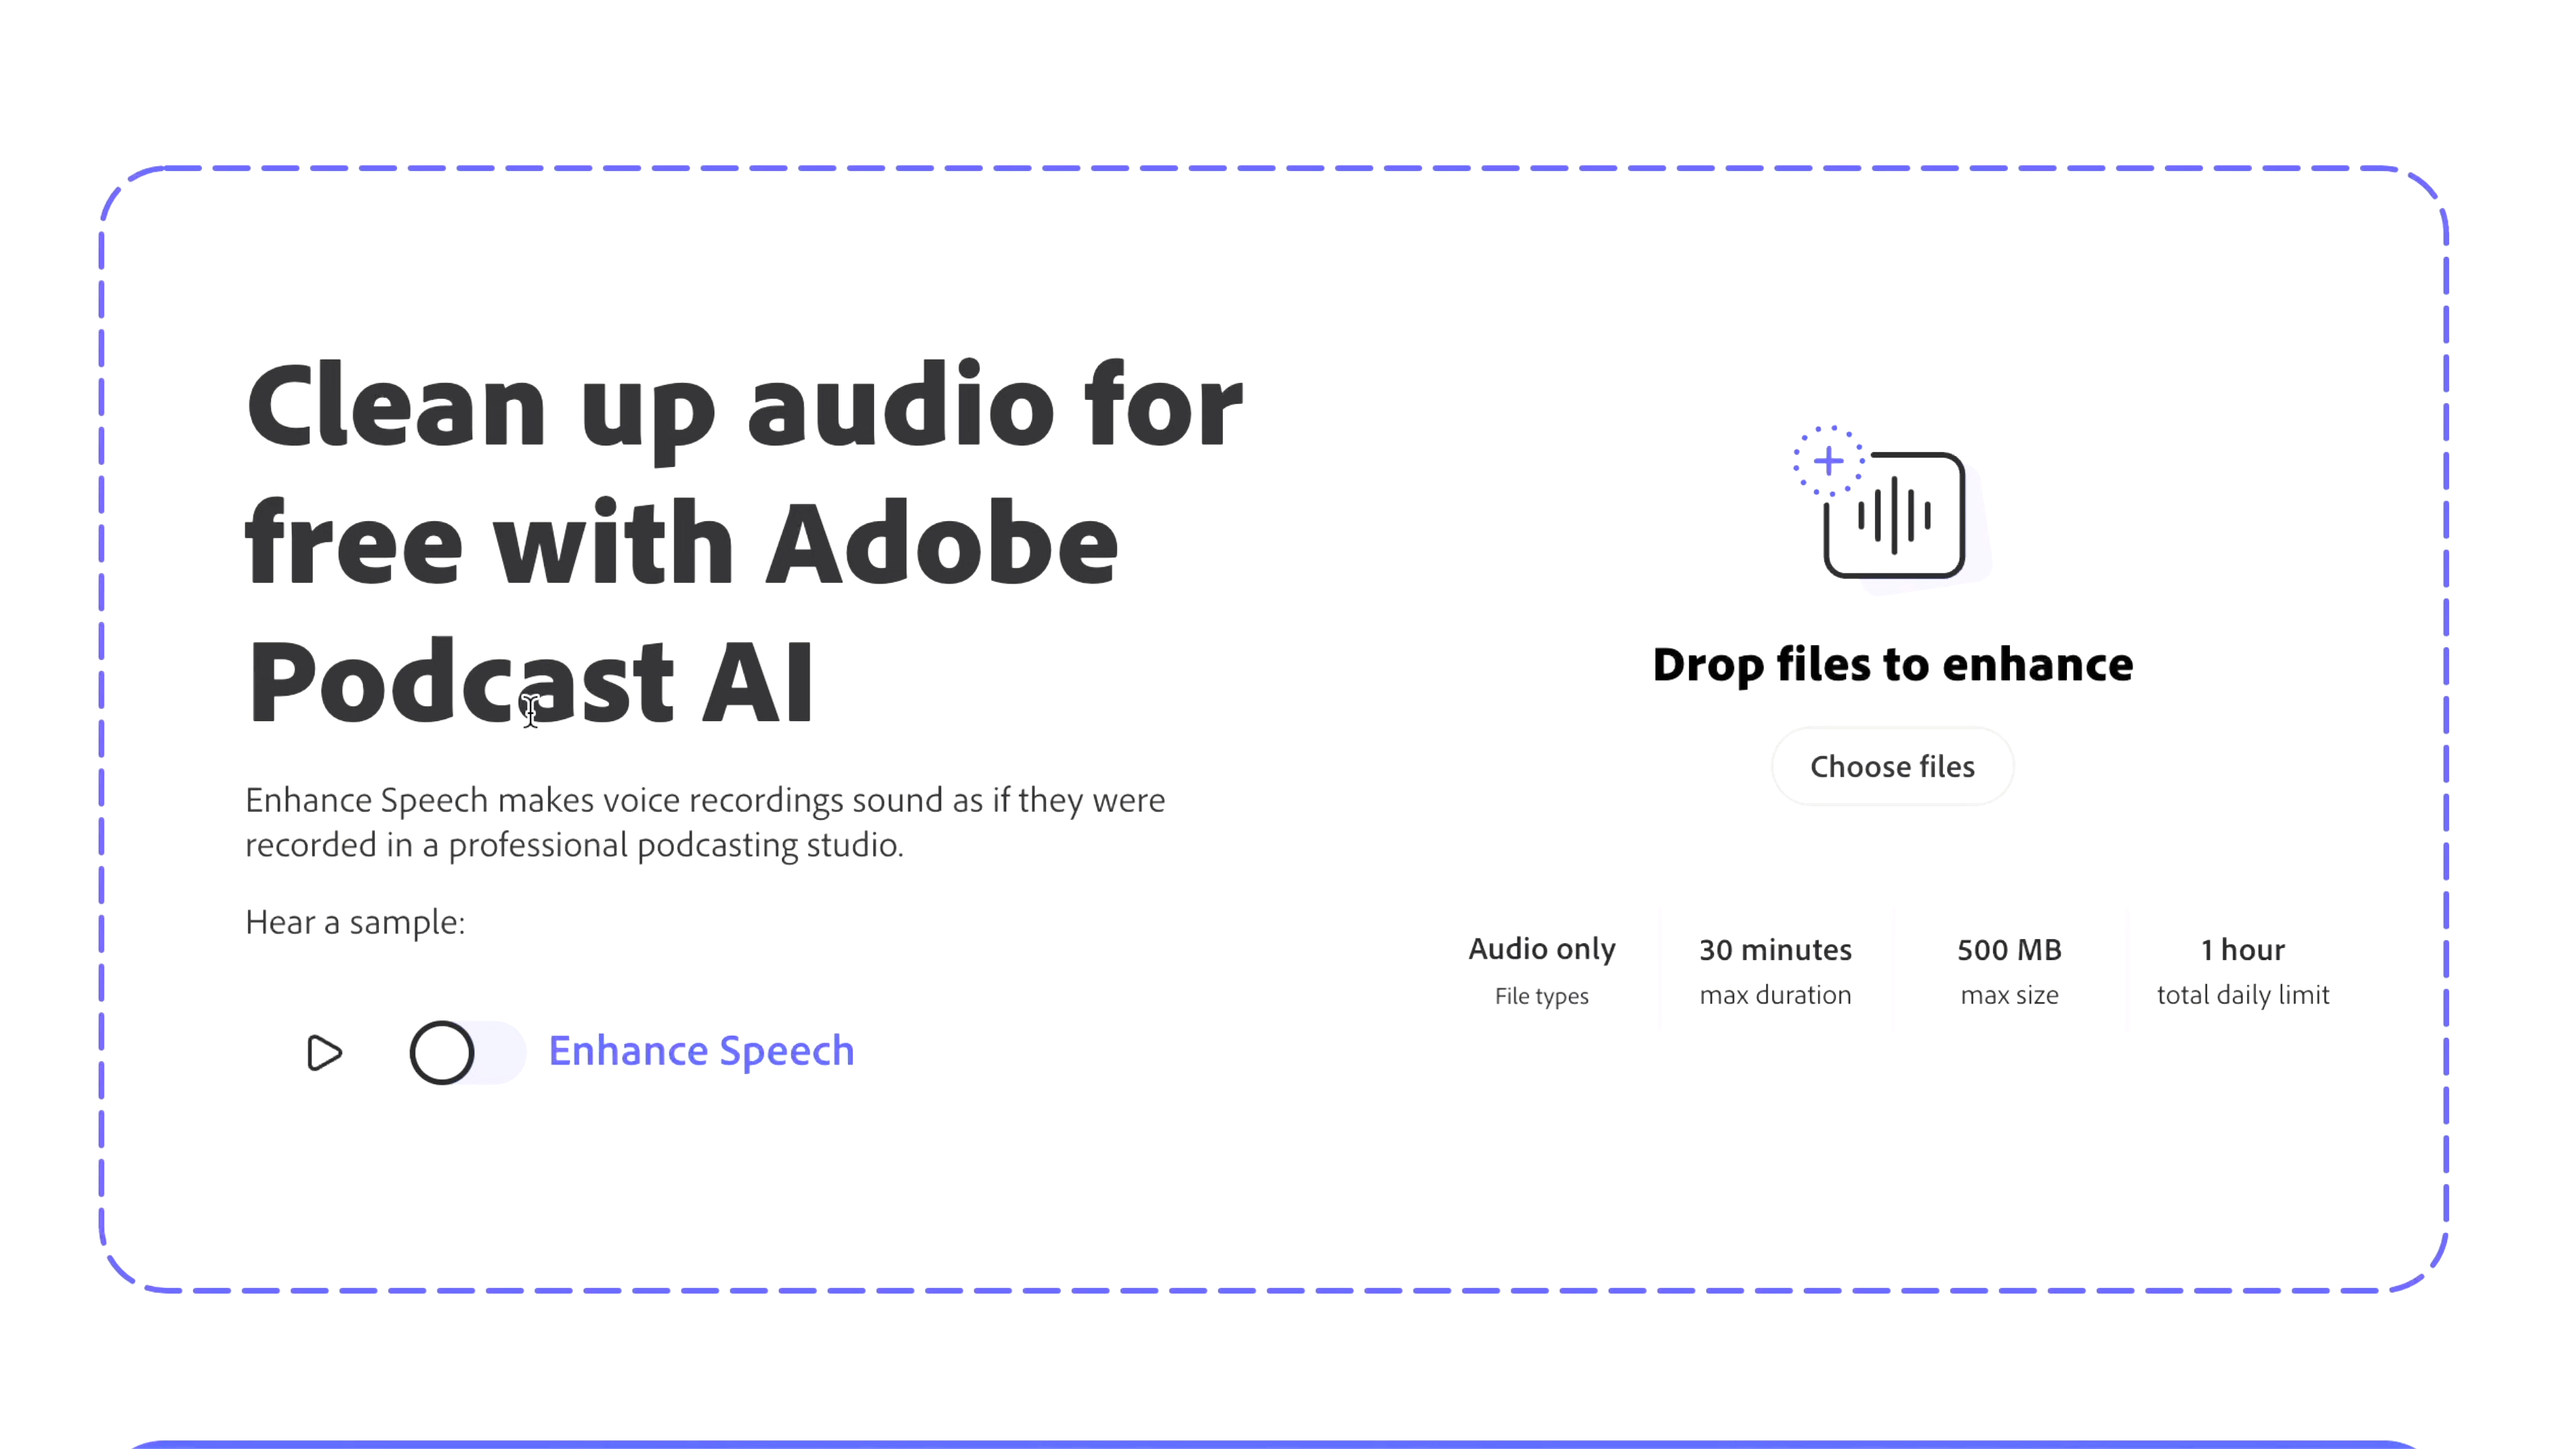 Clean up audio for
free with Adobe
Podcast AI
Enhance Speech makes voice recordings sound as if they were
recorded in a professional podcasting studio.
Hear a sample:
Enhance Speech
Drop files to enhance
Choose files
Audio only
File types
30 minutes
max duration
500 MB
max size
1 hour
total daily limit